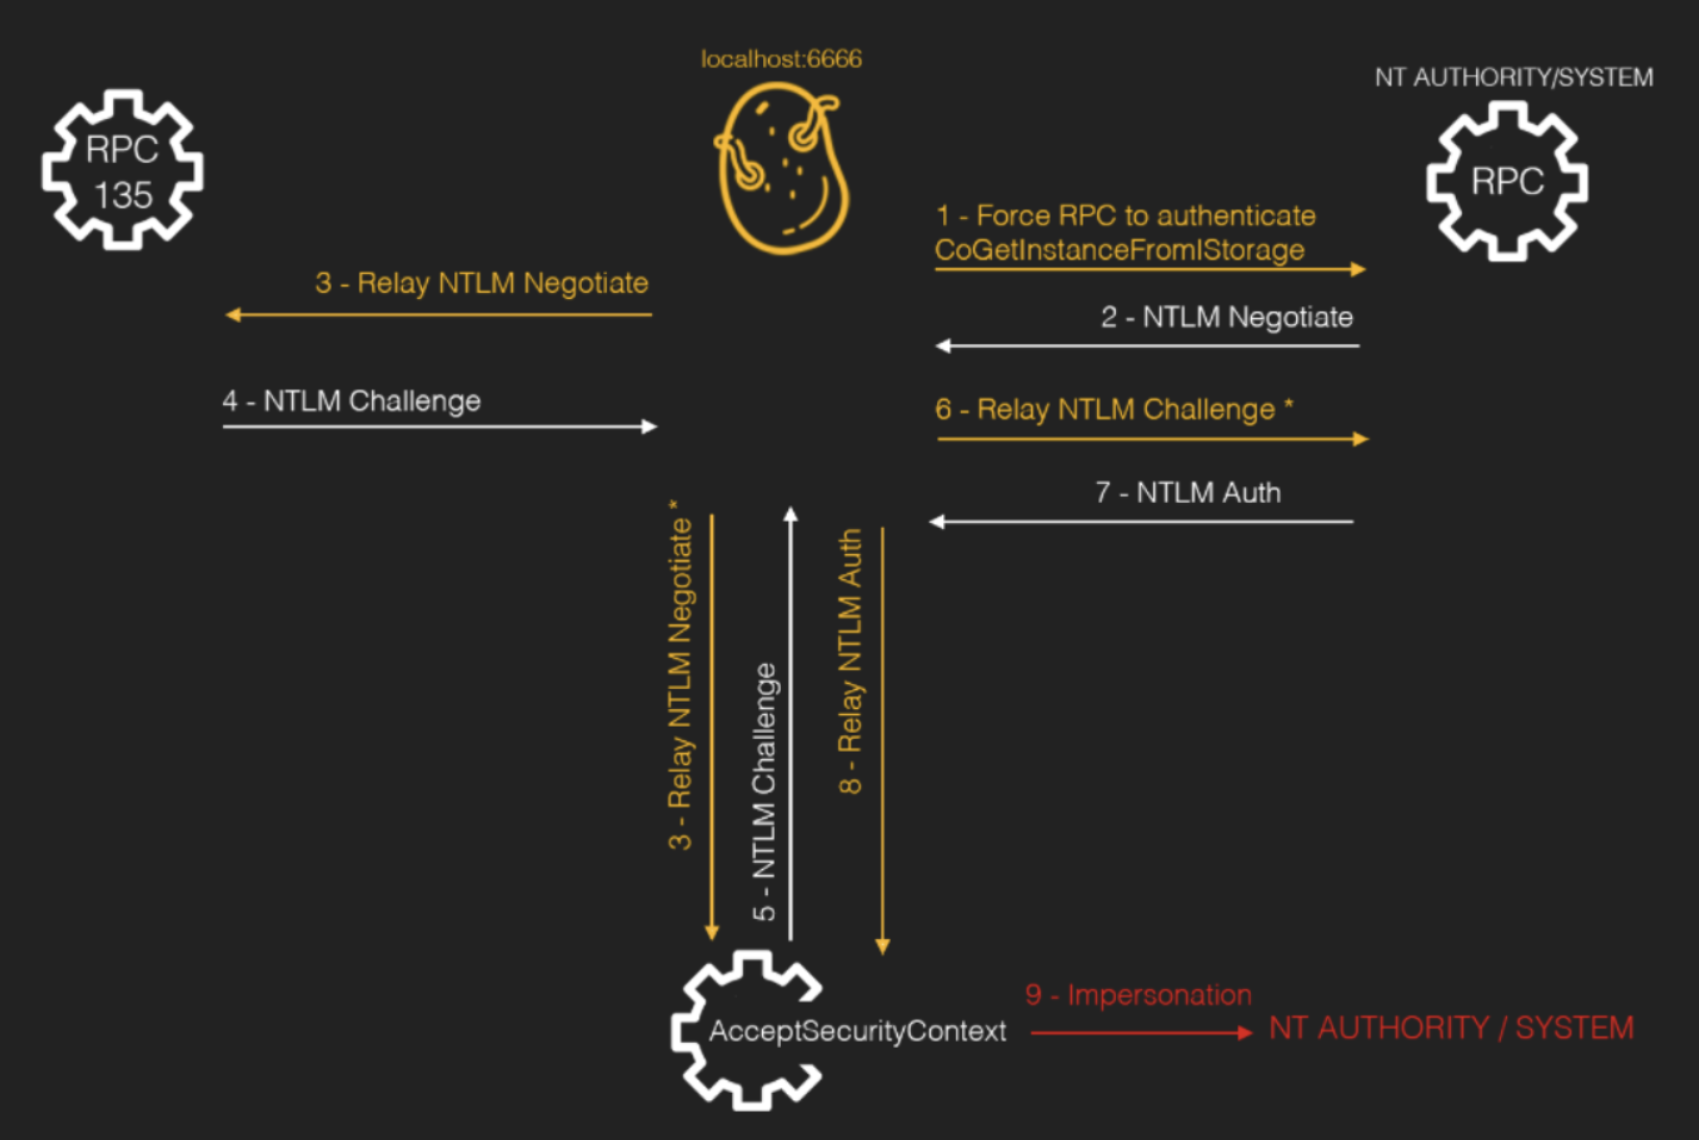 localhost:6666
NT AUTHORITY/SYSTEM
RPC
135
RPC
1 - Force RPC to authenticate
CoGetInstanceFromIStorage
3 - Relay NTLM Negotiate
2 - NTLM Negotiate
4 - NTLM Challenge
6 - Relay NTLM Challenge *
7 - NTLM Auth
3 - Relay NTLM Negotiate *
5 - NTLM Challenge
8 - Relay NTLM Auth
AcceptSecurityContext
9 - Impersonation
NT AUTHORITY / SYSTEM